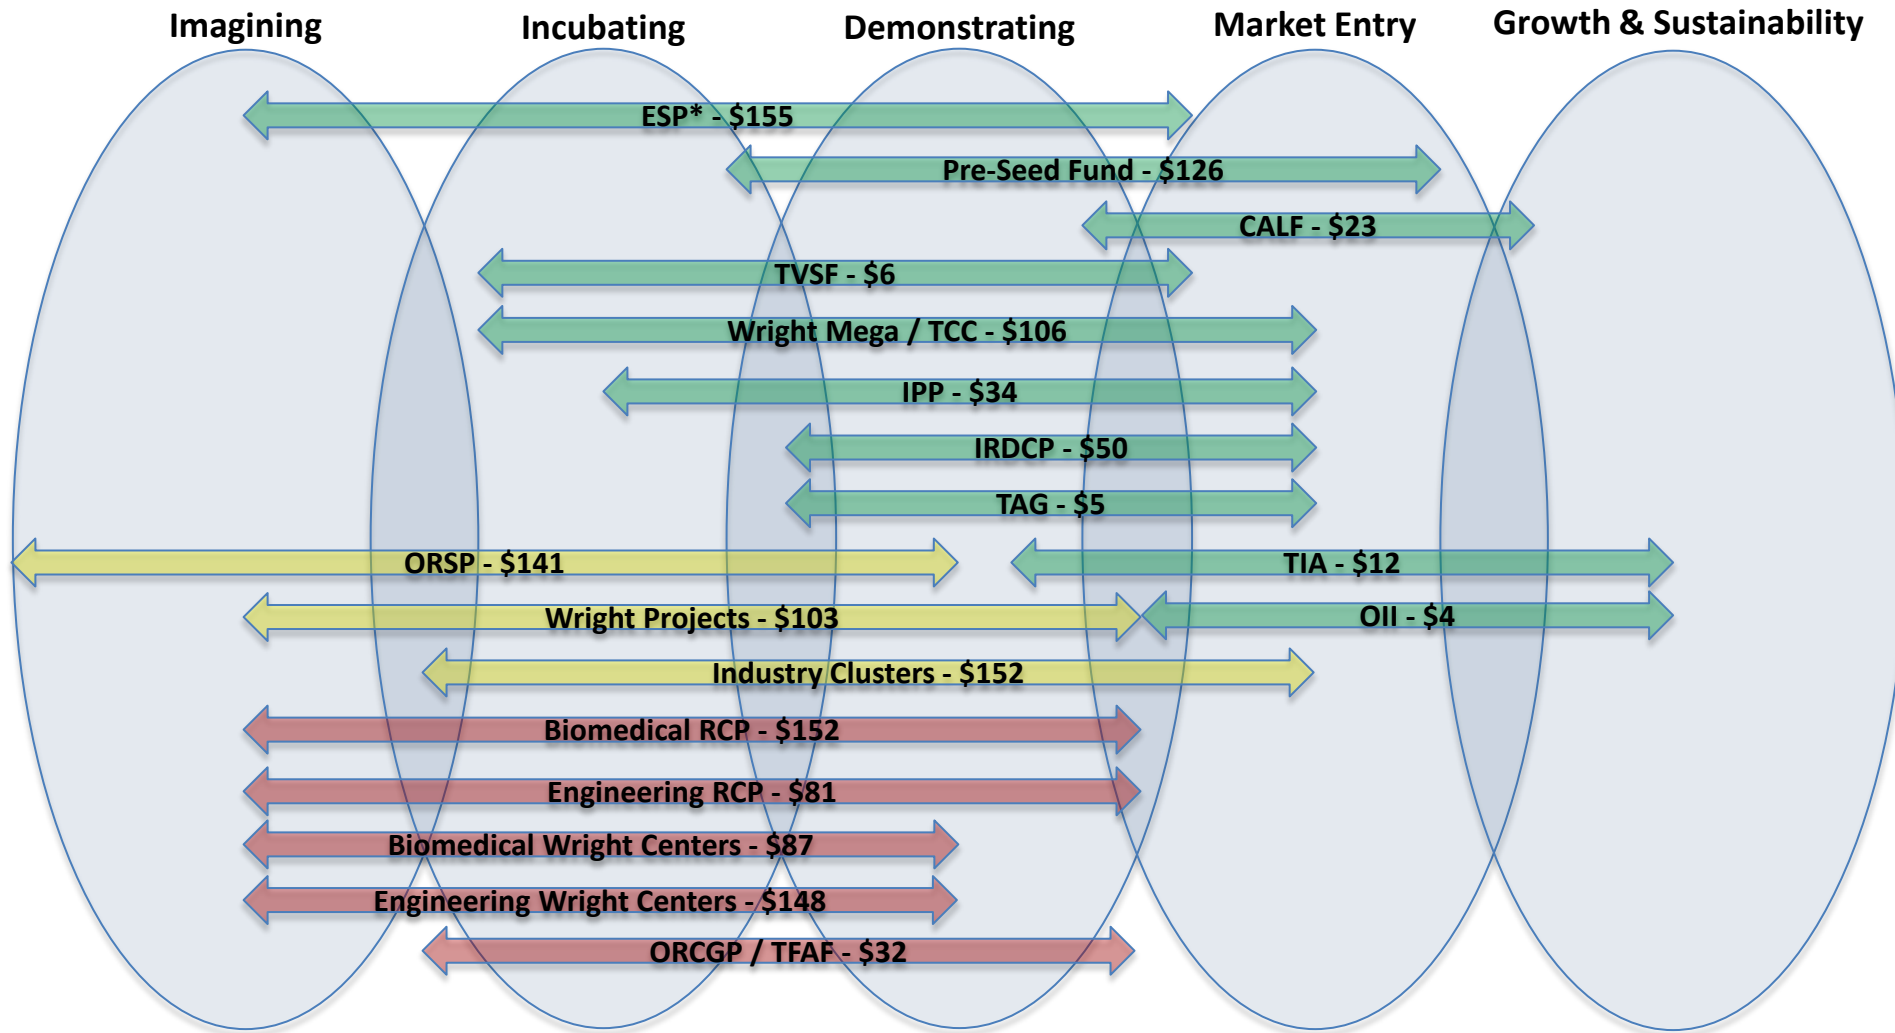 Imagining
Incubating
Demonstrating
Market Entry
Growth & Sustainability
ESP* - $155
Pre-Seed Fund - $126
CALF - $23
TVSF - $6
Wright Mega / TCC - $106
IPP - $34
IRDCP - $50
TAG - $5
ORSP - $141
TIA - $12
Wright Projects - $103
OII - $4
Industry Clusters - $152
Biomedical RCP - $152
Engineering RCP - $81
Biomedical Wright Centers - $87
Engineering Wright Centers - $148
ORCGP / TFAF - $32